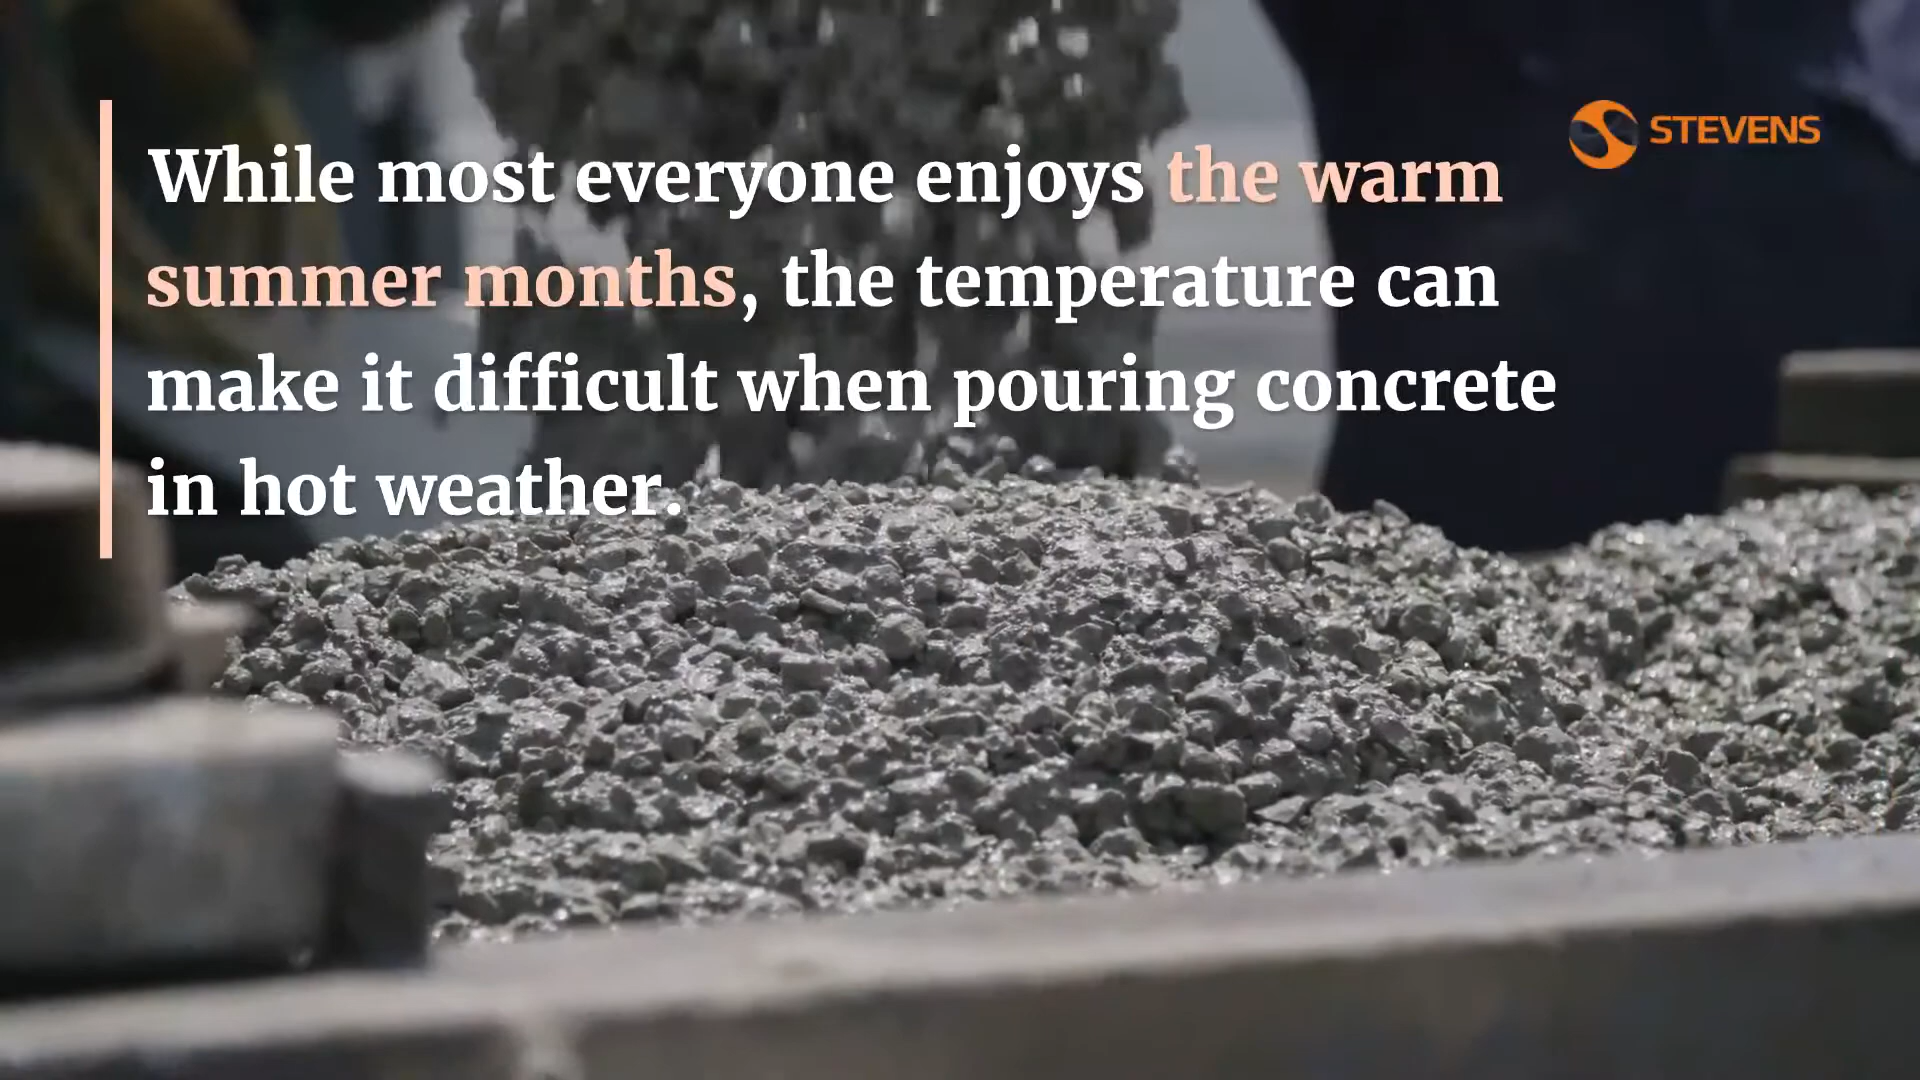 While most everyone enjoys the warm
summer months, the temperature can
make it difficult when pouring concrete
in hot weather.
STEVENS